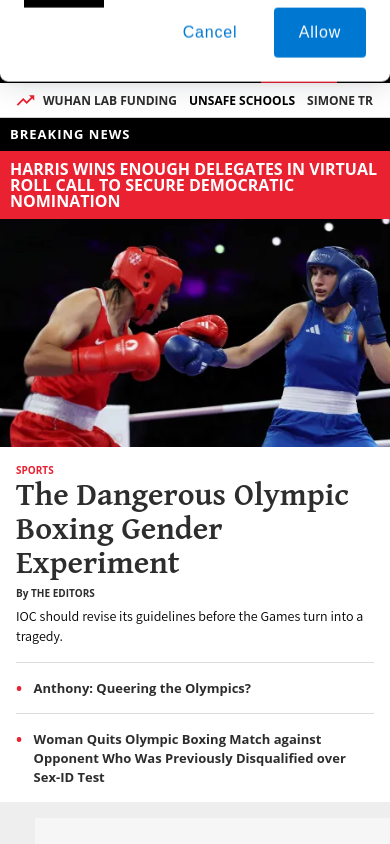 Cancel
Allow
WUHAN LAB FUNDING UNSAFE SCHOOLS SIMONE TR
BREAKING NEWS
HARRIS WINS ENOUGH DELEGATES IN VIRTUAL
ROLL CALL TO SECURE DEMOCRATIC
NOMINATION
SPORTS
The Dangerous Olympic
Boxing Gender
Experiment
By THE EDITORS
IOC should revise its guidelines before the Games turn into a
tragedy.
Anthony: Queering the Olympics?
Woman Quits Olympic Boxing Match against
Opponent Who Was Previously Disqualified over
Sex-ID Test